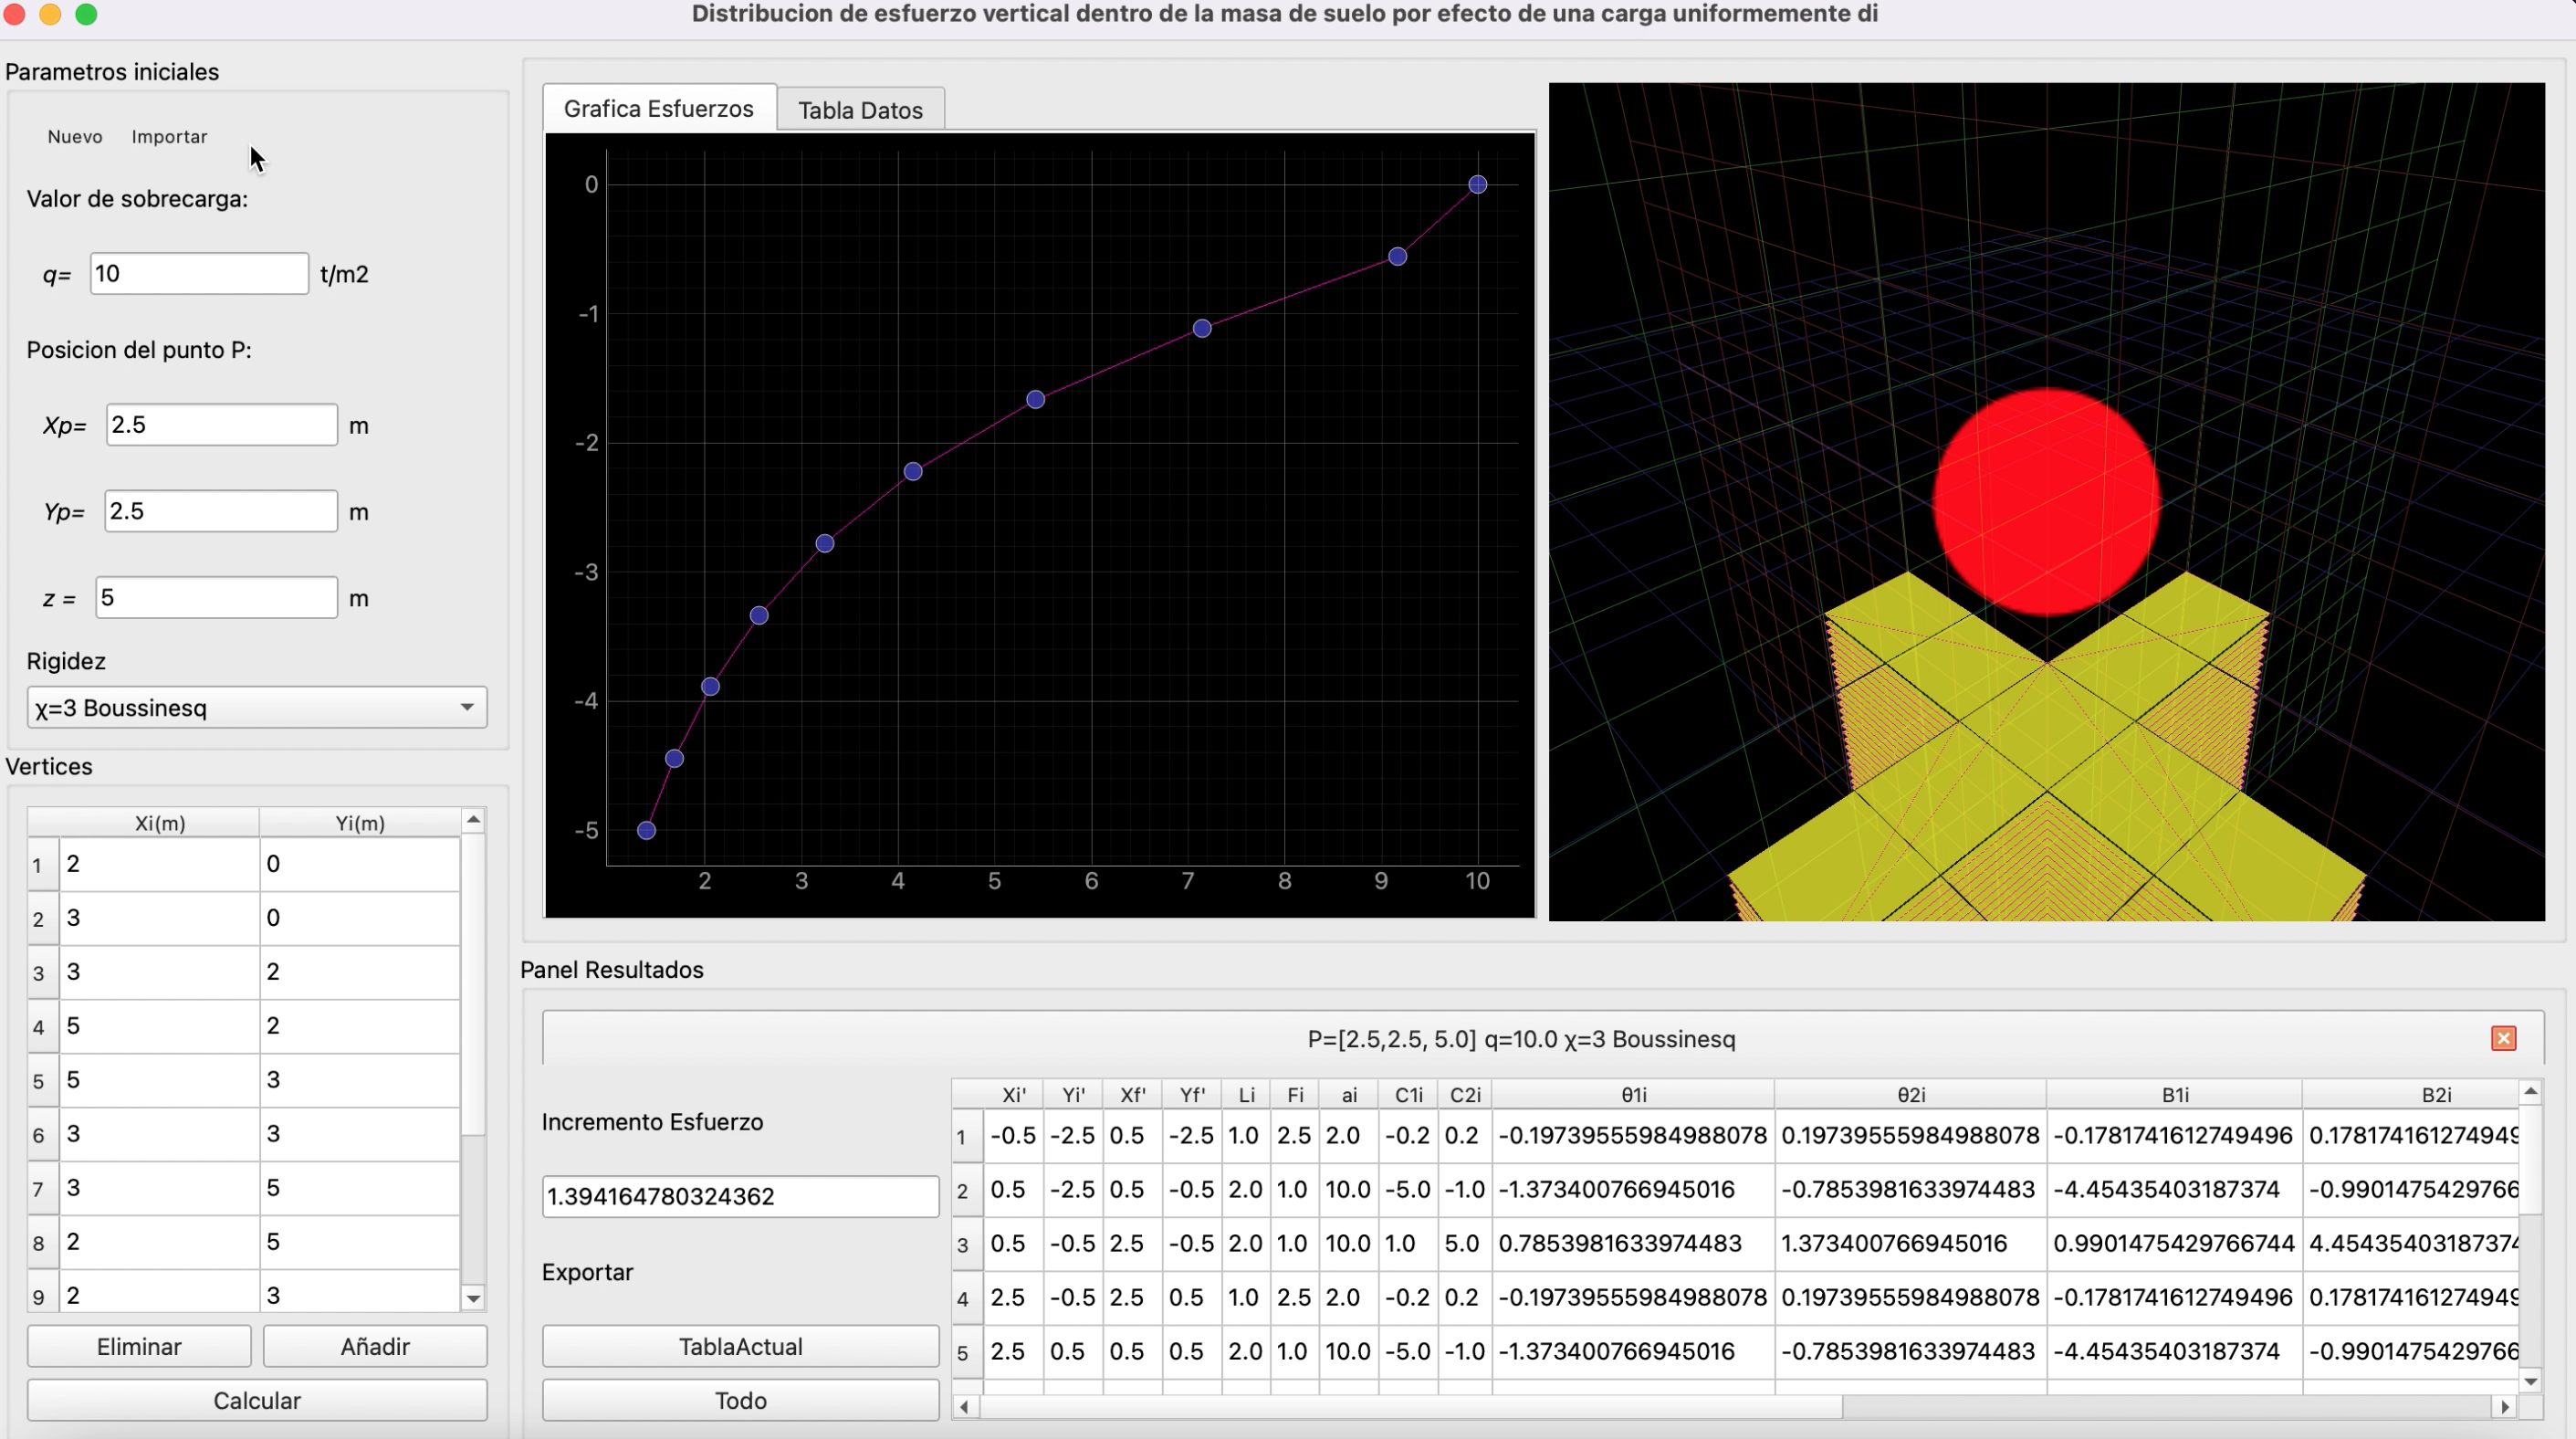 Distribucion de esfuerzo vertical dentro de la masa de suelo por efecto de una carga uniformemente di
Parametros iniciales
Nuevo Importar
Valor de sobrecarga:
q= 10 t/m2
Posicion del punto P:
Xp= 2.5 m
Yp= 2.5 m
z = 5 m
Rigidez
χ=3 Boussinesq
Vertices
Xi(m) Yi(m)
1 2 0
2 3 0
3 3 2
4 5 2
5 5 3
6 3 3
7 3 5
8 2 5
9 2 3
Eliminar Añadir
Calcular
Grafica Esfuerzos Tabla Datos
0
-1
-2
-3
-4
-5
2 3 4 5 6 7 8 9 10
Panel Resultados
P=[2.5,2.5, 5.0] q=10.0 χ=3 Boussinesq
Incremento Esfuerzo
1.394164780324362
Exportar
TablaActual
Todo
Xi' Yi' Xf' Yf' Li Fi ai C1i C2i θ1i θ2i B1i B2i
1 -0.5 -2.5 0.5 -2.5 1.0 2.5 2.0 -0.2 0.2 -0.19739555984988078 0.19739555984988078 -0.1781741612749496 0.178174161274949
2 0.5 -2.5 0.5 -0.5 2.0 1.0 10.0 -5.0 -1.0 -1.373400766945016 -0.7853981633974483 -4.45435403187374 -0.9901475429766
3 0.5 -0.5 2.5 -0.5 2.0 1.0 10.0 1.0 5.0 0.7853981633974483 1.373400766945016 0.9901475429766744 4.45435403187374
4 2.5 -0.5 2.5 0.5 1.0 2.5 2.0 -0.2 0.2 -0.19739555984988078 0.19739555984988078 -0.1781741612749496 0.178174161274949
5 2.5 0.5 0.5 0.5 2.0 1.0 10.0 -5.0 -1.0 -1.373400766945016 -0.7853981633974483 -4.45435403187374 -0.9901475429766